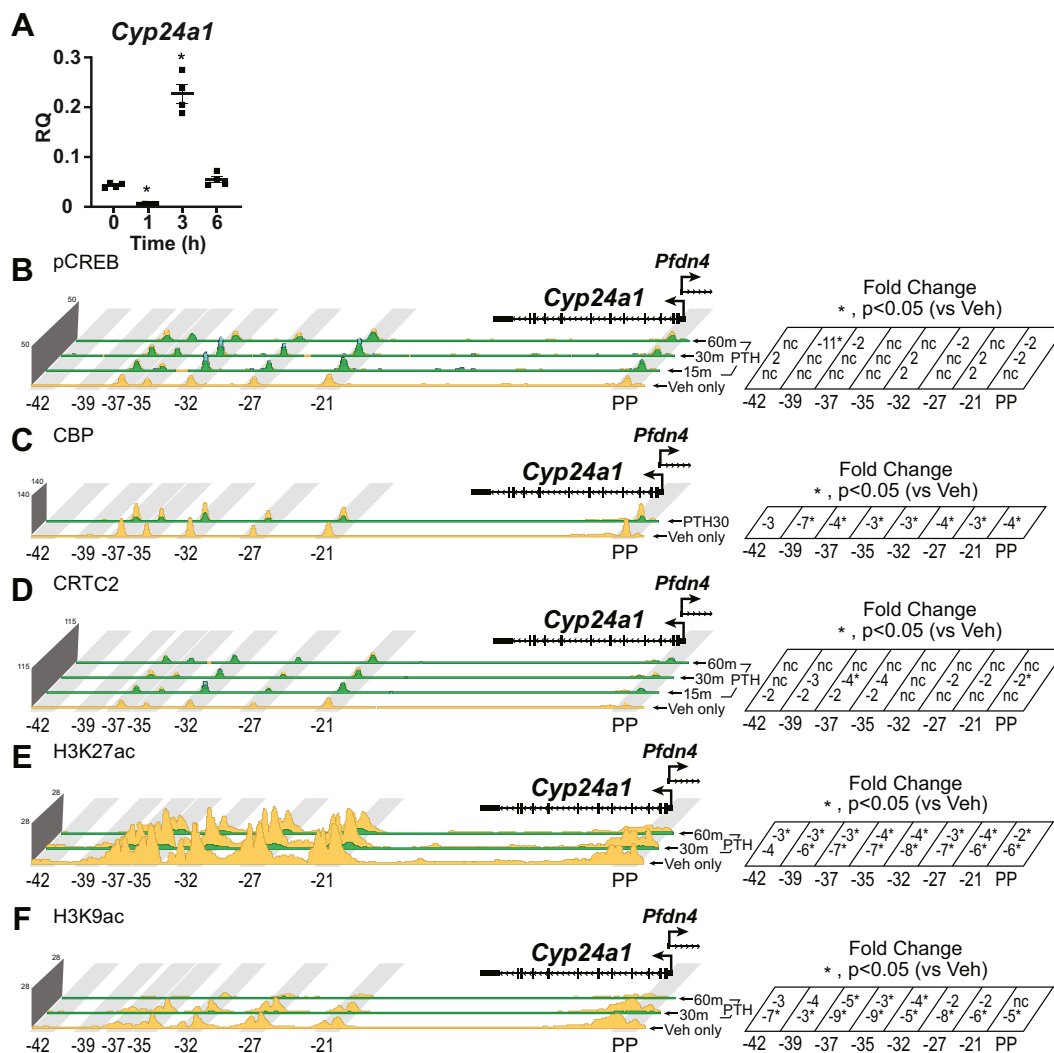 A
Cyp24a1
*
0.3
0.2
0.1
0
RQ
*
0 1 3 6
Time (h)
B pCREB
50
50
Pfdn4
Cyp24a1
60m
30m PTH
15m
Veh only
-42 -39 -37 -35 -32 -27 -21 PP
Fold Change
* , p<0.05 (vs Veh)
nc -11* -2 nc nc -2 nc -2
2 nc nc nc nc nc nc -2
nc nc nc nc 2 2 2 nc
-42 -39 -37 -35 -32 -27 -21 PP
C CBP
140
140
Pfdn4
Cyp24a1
PTH30
Veh only
-42 -39 -37 -35 -32 -27 -21 PP
Fold Change
* , p<0.05 (vs Veh)
-3 -7* -4* -3* -3* -4* -3* -4*
-42 -39 -37 -35 -32 -27 -21 PP
D CRTC2
115
115
Pfdn4
Cyp24a1
60m
30m PTH
15m
Veh only
-42 -39 -37 -35 -32 -27 -21 PP
Fold Change
* , p<0.05 (vs Veh)
nc nc nc nc nc nc nc nc
nc -3 -4* -4 nc -2 -2 -2*
-2 -2 -2 -2 nc nc nc nc
-42 -39 -37 -35 -32 -27 -21 PP
E H3K27ac
28
28
Pfdn4
Cyp24a1
60m
30m PTH
Veh only
-42 -39 -37 -35 -32 -27 -21 PP
Fold Change
* , p<0.05 (vs Veh)
-3* -3* -3* -4* -4* -3* -4* -2*
-4 -6* -7* -7* -8* -7* -6* -6*
-42 -39 -37 -35 -32 -27 -21 PP
F H3K9ac
28
28
Pfdn4
Cyp24a1
60m
30m PTH
Veh only
-42 -39 -37 -35 -32 -27 -21 PP
Fold Change
* , p<0.05 (vs Veh)
-3 -4 -5* -3* -4* -2 -2 nc
-7* -3* -9* -9* -5* -8* -6* -5*
-42 -39 -37 -35 -32 -27 -21 PP